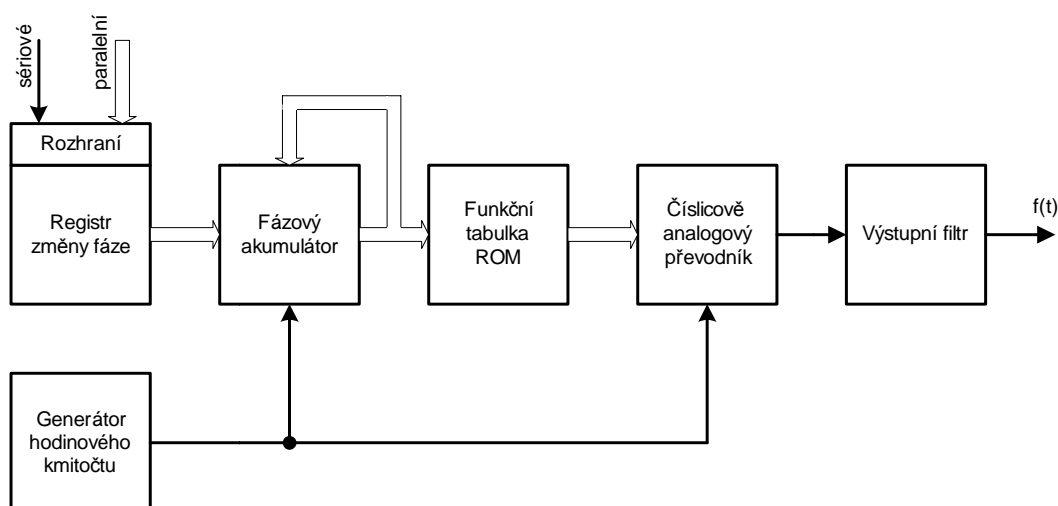 sériové
paralelní
Rozhraní
Registr
změny fáze
Fázový
akumulátor
Funkční
tabulka
ROM
Číslicově
analogový
převodník
Výstupní filtr
f(t)
Generátor
hodinového
kmitočtu